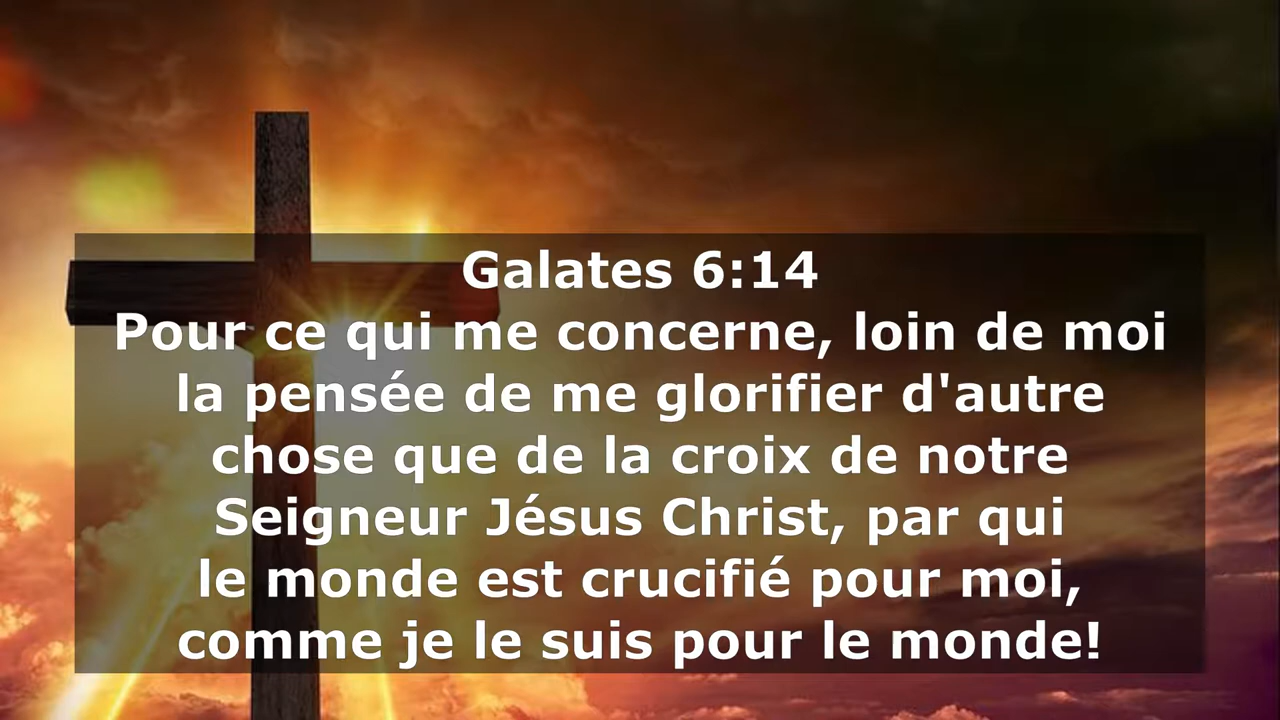 Galates 6:14
Pour ce qui me concerne, loin de moi
la pensée de me glorifier d'autre
chose que de la croix de notre
Seigneur Jésus Christ, par qui
le monde est crucifié pour moi,
comme je le suis pour le monde!